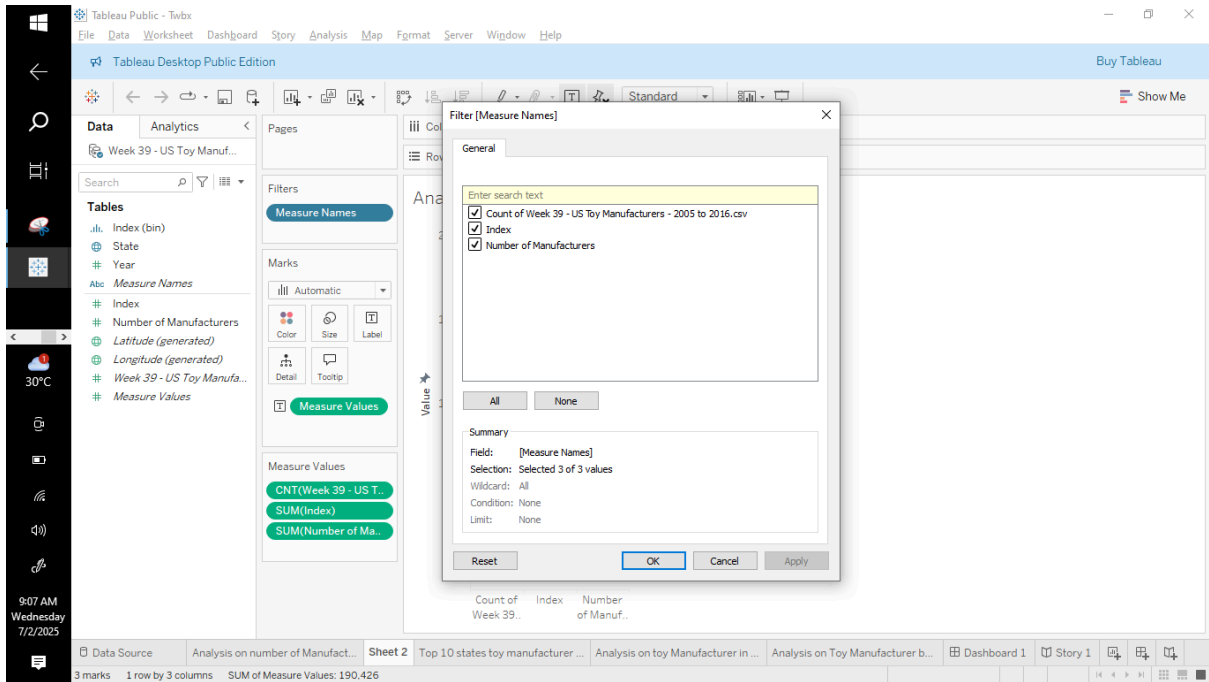 Tableau Public - Twbx
File Data Worksheet Dashboard Story Analysis Map Format Server Window Help
Tableau Desktop Public Edition
Buy Tableau
Standard
Show Me
Data
Analytics
Week 39 - US Toy Manuf...
Search
Tables
Index (bin)
State
Year
Abc Measure Names
Index
Number of Manufacturers
Latitude (generated)
Longitude (generated)
Week 39 - US Toy Manufa...
Measure Values
Pages
Filters
Measure Names
Marks
Automatic
Color
Size
Label
Detail
Tooltip
Measure Values
Measure Values
CNT(Week 39 - US T..
SUM(Index)
SUM(Number of Ma..
iii Col
Row
Ana
Value
Filter [Measure Names]
General
Enter search text
Count of Week 39 - US Toy Manufacturers - 2005 to 2016.csv
Index
Number of Manufacturers
All
None
Summary
Field: [Measure Names]
Selection: Selected 3 of 3 values
Wildcard: All
Condition: None
Limit: None
Reset
OK
Cancel
Apply
Count of
Week 39..
Index
Number
of Manuf..
1
30°C
9:07 AM
Wednesday
7/2/2025
Data Source
Analysis on number of Manufact...
Sheet 2
Top 10 states toy manufacturer ...
Analysis on toy Manufacturer in ...
Analysis on Toy Manufacturer b...
Dashboard 1
Story 1
3 marks 1 row by 3 columns SUM of Measure Values: 190,426